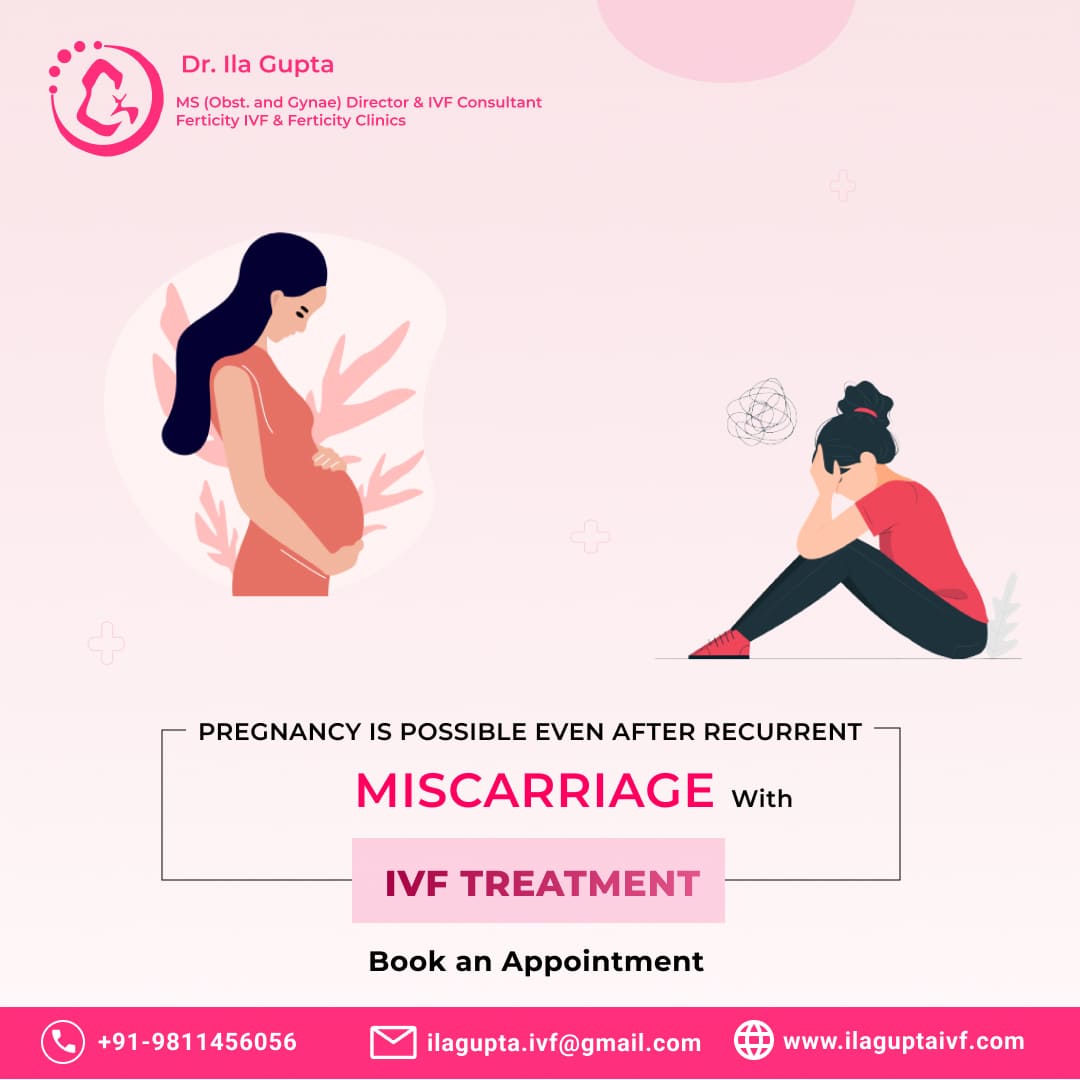 Dr. Ila Gupta
MS (Obst. and Gynae) Director & IVF Consultant
Ferticity IVF & Ferticity Clinics
PREGNANCY IS POSSIBLE EVEN AFTER RECURRENT
MISCARRIAGE With
IVF TREATMENT
Book an Appointment
+91-9811456056
ilagupta.ivf@gmail.com
www.ilaguptaivf.com